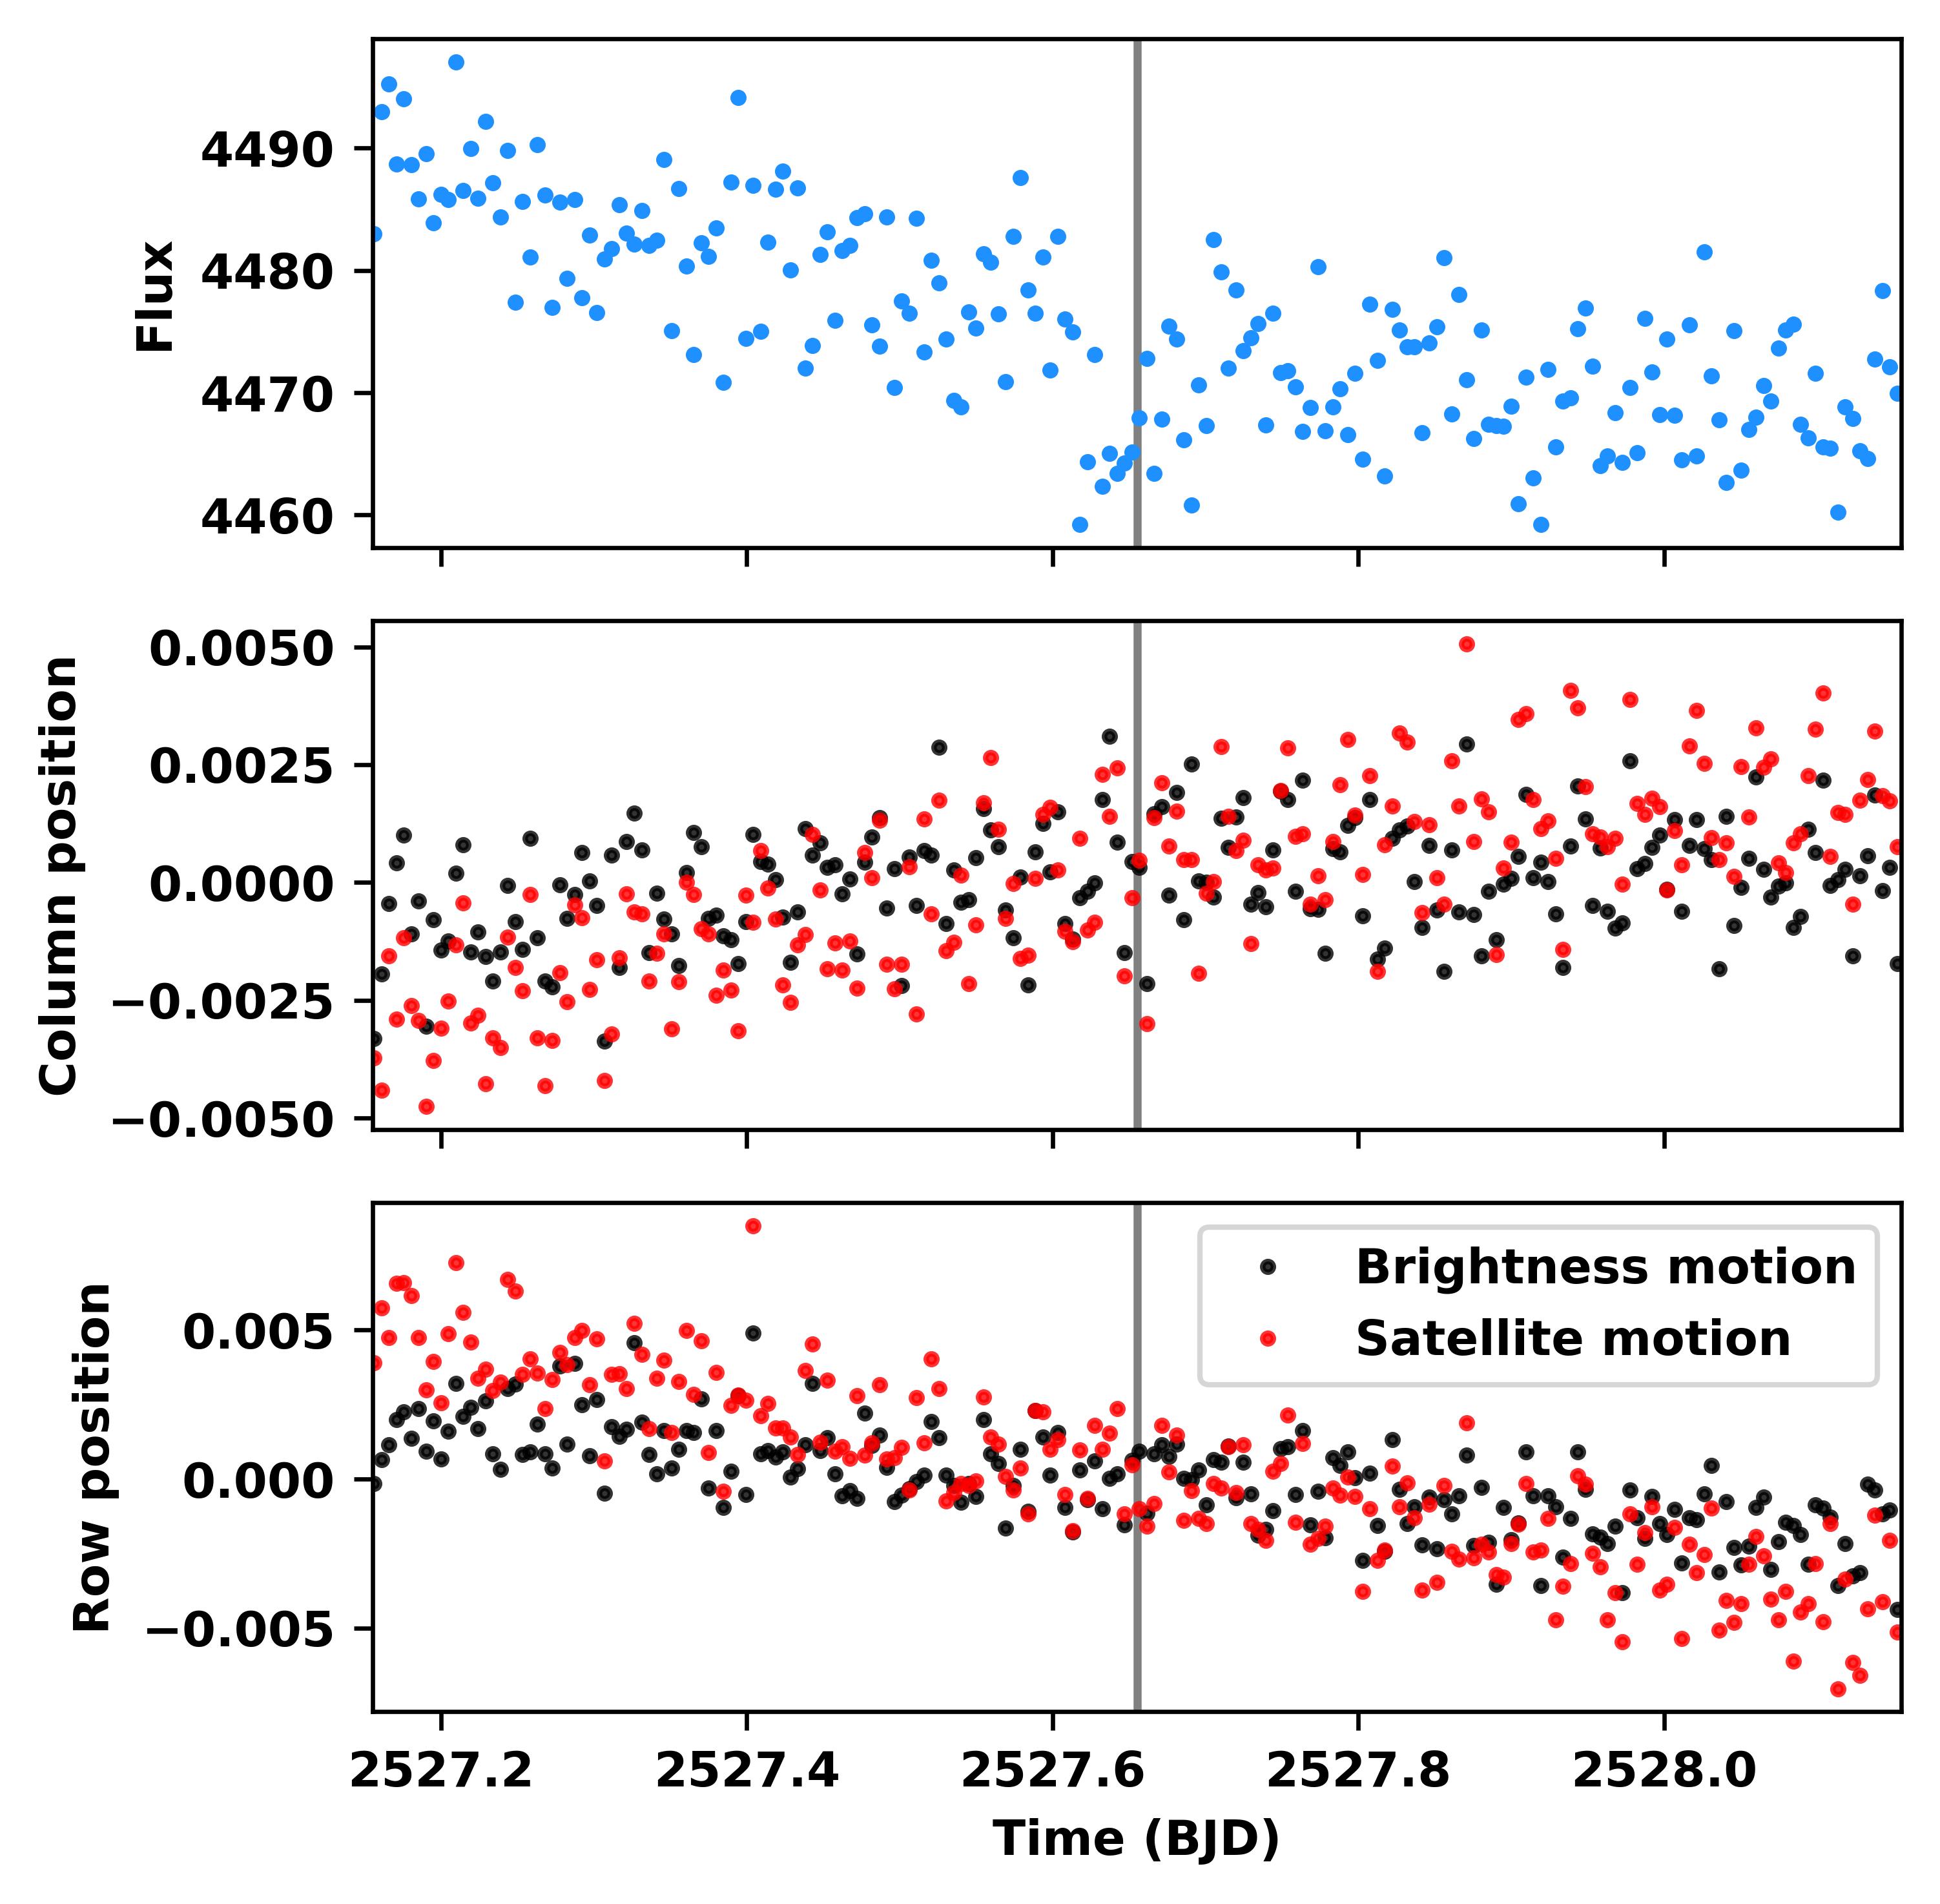 Flux
4490
4480
4470
4460
Column position
0.0050
0.0025
0.0000
−0.0025
−0.0050
Row position
0.005
0.000
−0.005
Brightness motion
Satellite motion
2527.2 2527.4 2527.6 2527.8 2528.0
Time (BJD)